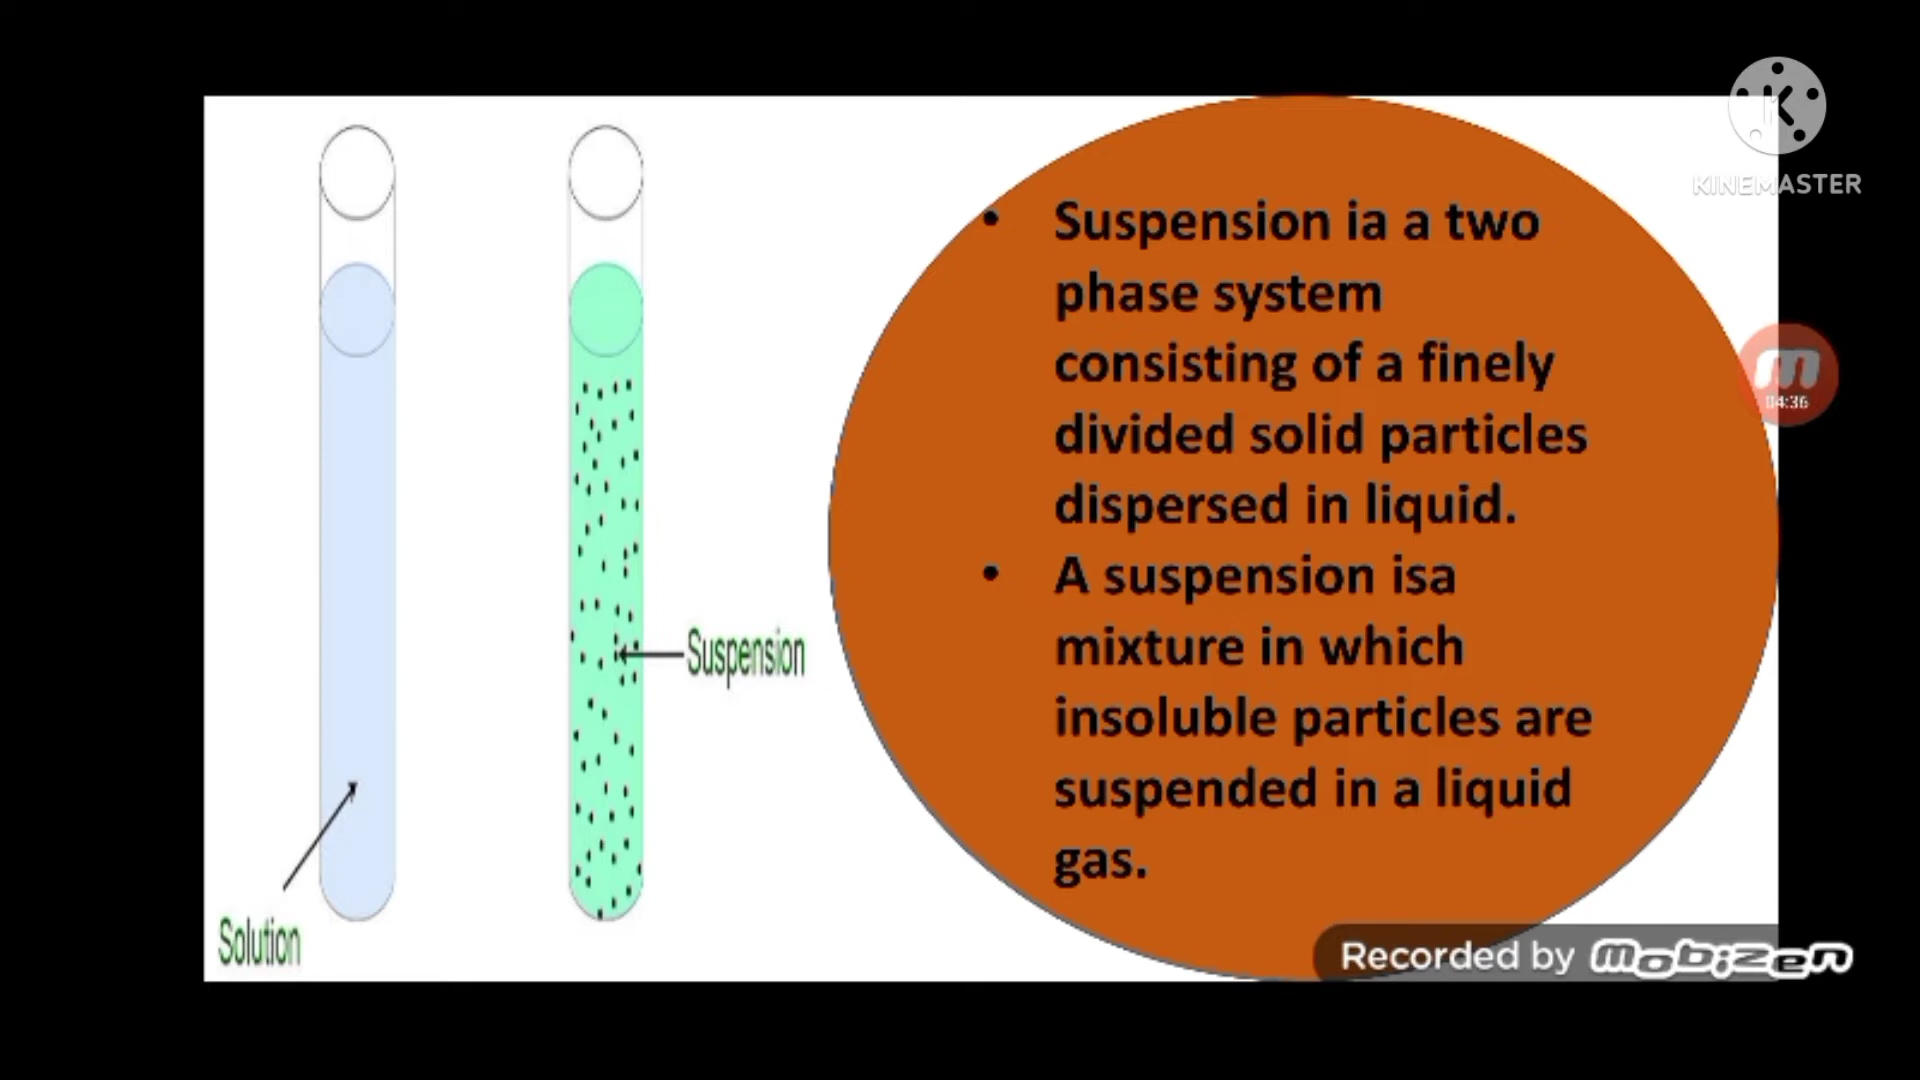 KINEMASTER
• Suspension ia a two
phase system
consisting of a finely
divided solid particles
dispersed in liquid.
• A suspension isa
mixture in which
insoluble particles are
suspended in a liquid
gas.
04:36
Suspension
Solution
Recorded by mobizen